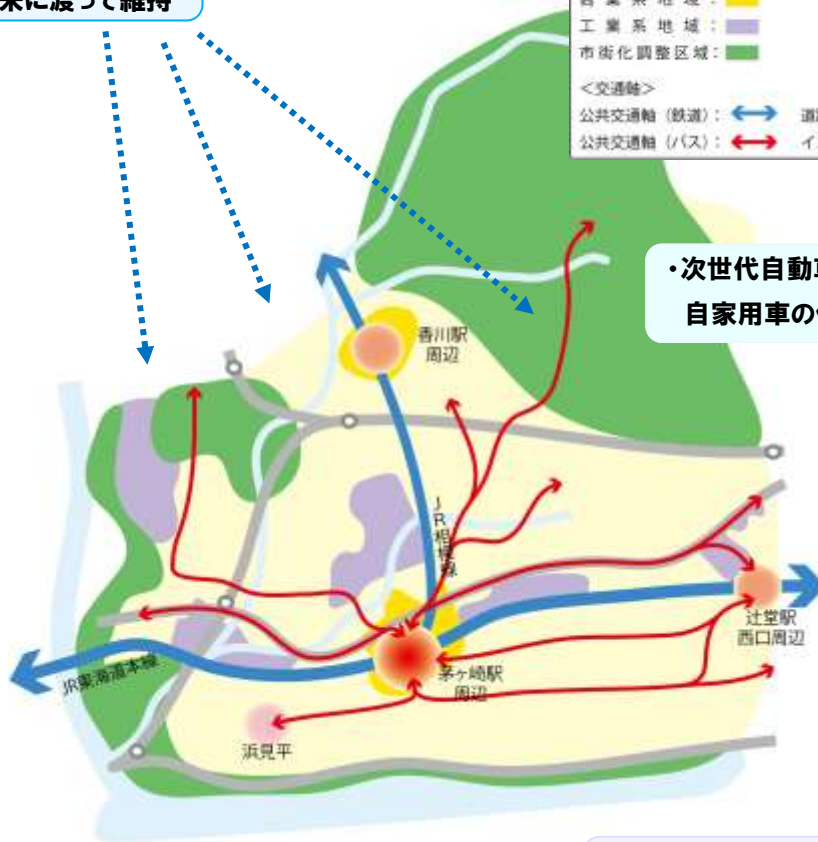 来に渡って維持
工業系地域：
市街化調整区域：
<交通軸>
公共交通軸（鉄道）：
公共交通軸（バス）：
・次世代自動
自家用車の
香川駅
周辺
JR相模線
辻堂駅
西口周辺
JR東海道本線
茅ヶ崎駅
周辺
浜見平